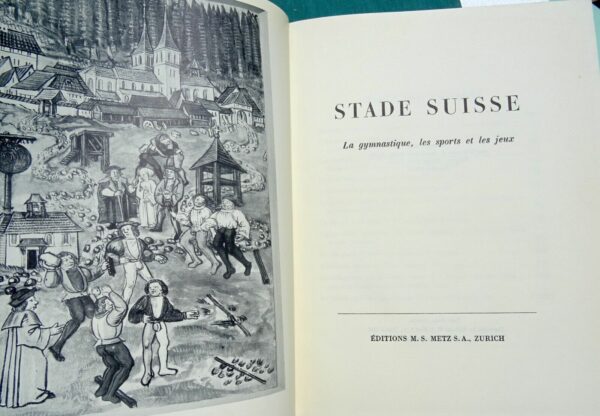 STADE SUISSE
La gymnastique, les sports et les jeux
ÉDITIONS M. S. METZ S.A., ZURICH